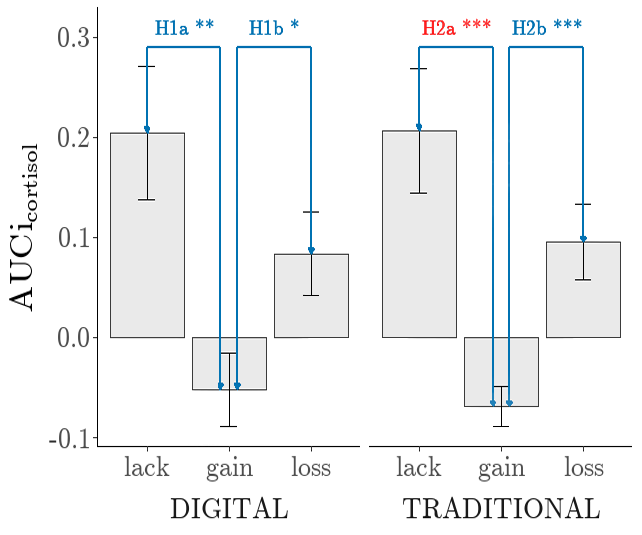 H1a ** H1b * H2a *** H2b ***
0.3
0.2
0.1
0.0
-0.1
AUCi_cortisol
lack gain loss lack gain loss
DIGITAL TRADITIONAL